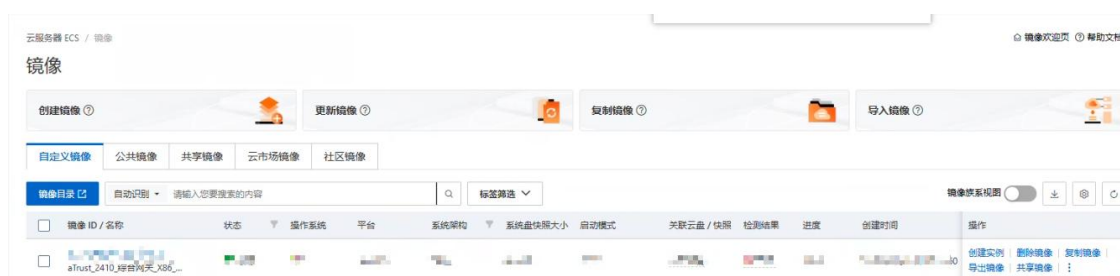 云服务器 ECS / 镜像
镜像欢迎页 帮助文档
镜像
创建镜像
更新镜像
复制镜像
导入镜像
自定义镜像 公共镜像 共享镜像 云市场镜像 社区镜像
镜像目录 自动识别 请输入您要搜索的内容 标签筛选 镜像族系视图
镜像 ID / 名称 状态 操作系统 平台 系统架构 系统盘快照大小 启动模式 关联云盘 / 快照 检测结果 进度 创建时间 操作
创建实例 删除镜像 复制镜像
aTrust_2410_综合网关_X86_... 导出镜像 共享镜像